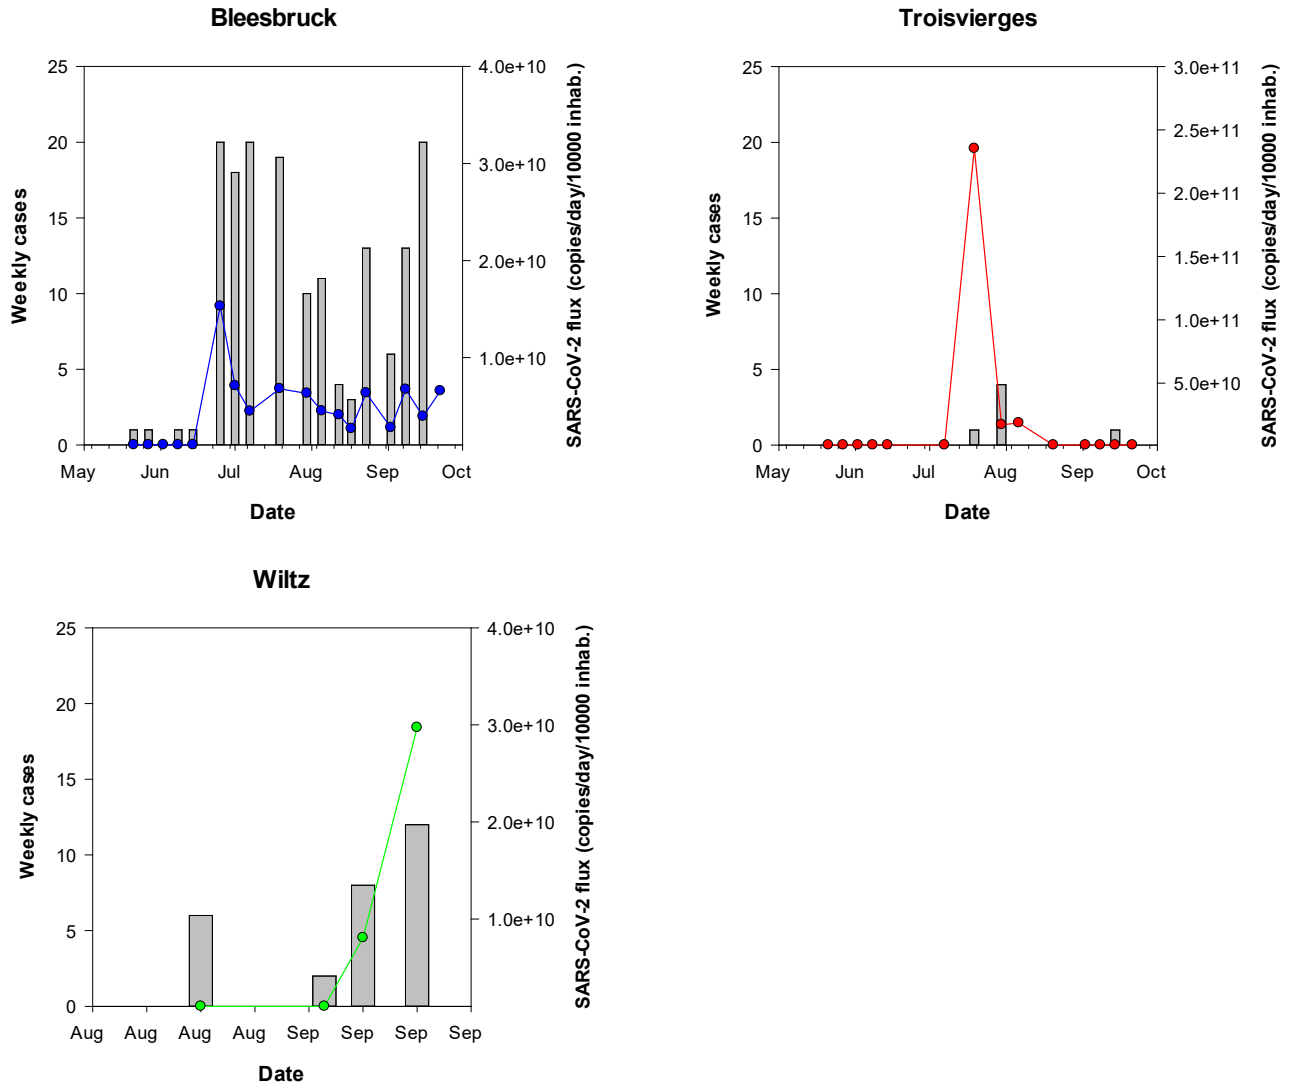 Bleesbruck
25
20
15
10
5
0
Weekly cases
4.0e+10
3.0e+10
2.0e+10
1.0e+10
SARS-CoV-2 flux (copies/day/10000 inhab.)
May Jun Jul Aug Sep Oct
Date
Troisvierges
25
20
15
10
5
0
Weekly cases
3.0e+11
2.5e+11
2.0e+11
1.5e+11
1.0e+11
5.0e+10
SARS-CoV-2 flux (copies/day/10000 inhab.)
May Jun Jul Aug Sep Oct
Date
Wiltz
25
20
15
10
5
0
Weekly cases
4.0e+10
3.0e+10
2.0e+10
1.0e+10
SARS-CoV-2 flux (copies/day/10000 inhab.)
Aug Aug Aug Aug Sep Sep Sep Sep
Date